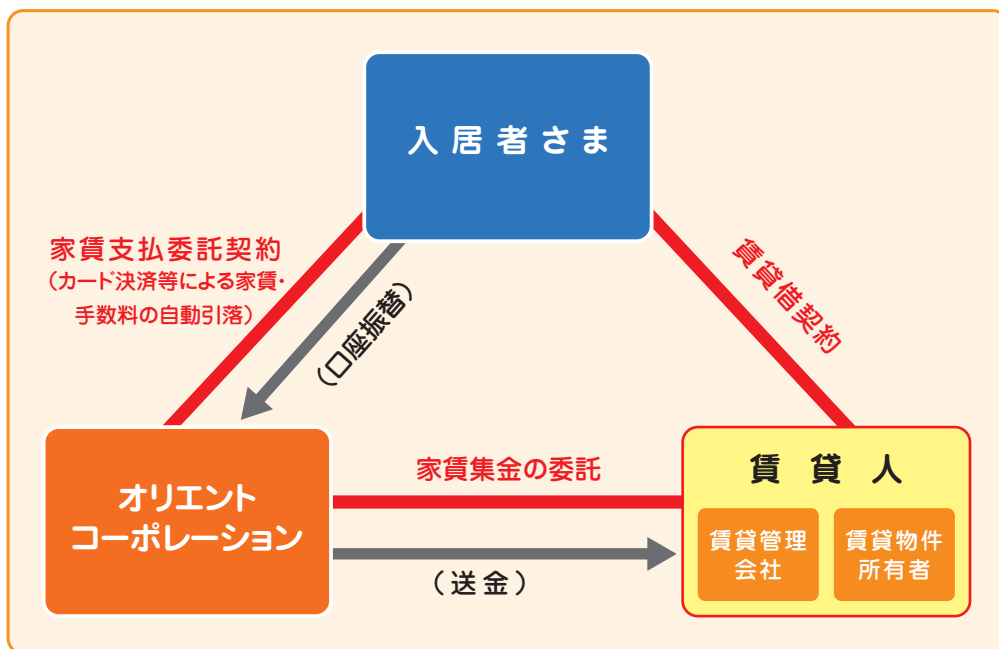 入居者さま
家賃支払委託契約
（カード決済等による家賃・
手数料の自動引落）
（口座振替）
賃貸借契約
オリエント
コーポレーション
家賃集金の委託
（送金）
賃貸人
賃貸管理
会社
賃貸物件
所有者